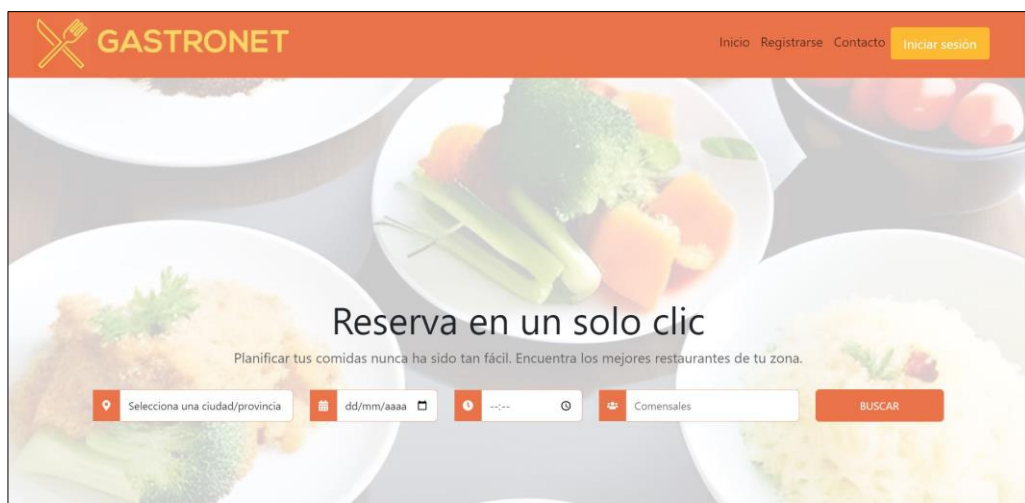 GASTRONET
Inicio Registrarse Contacto Iniciar sesión
Reserva en un solo clic
Planificar tus comidas nunca ha sido tan fácil. Encuentra los mejores restaurantes de tu zona.
Selecciona una ciudad/provincia dd/mm/aaaa --:-- Comensales BUSCAR